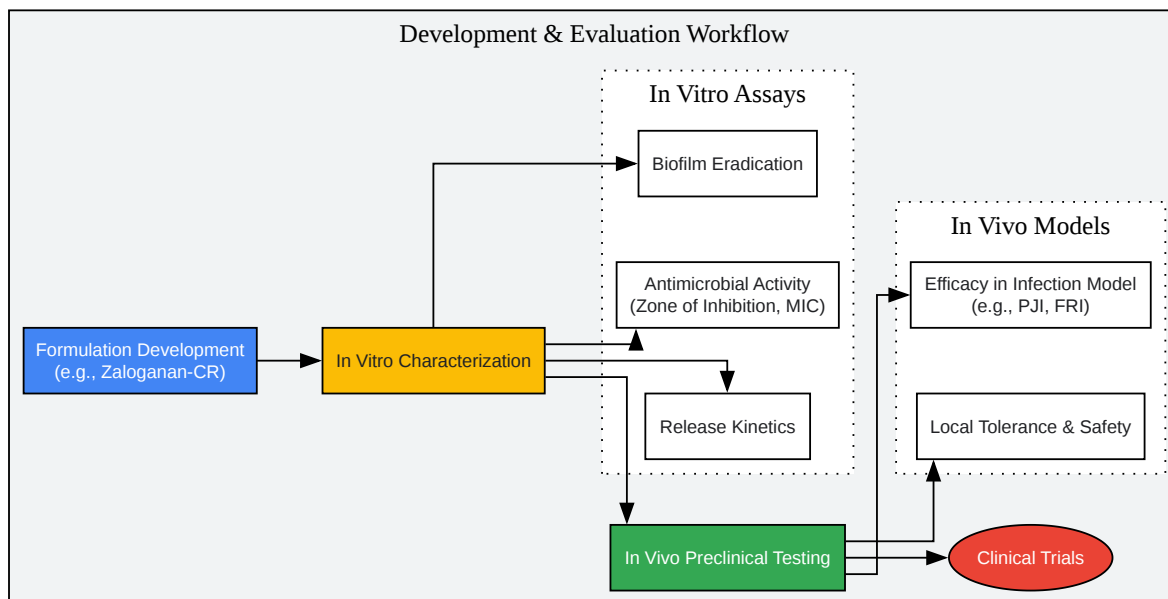 Development & Evaluation Workflow
In Vitro Assays
Biofilm Eradication
In Vivo Models
Antimicrobial Activity
(Zone of Inhibition, MIC)
Efficacy in Infection Model
(e.g., PJI, FRI)
Formulation Development
(e.g., Zaloganan-CR)
In Vitro Characterization
Release Kinetics
Local Tolerance & Safety
In Vivo Preclinical Testing
Clinical Trials